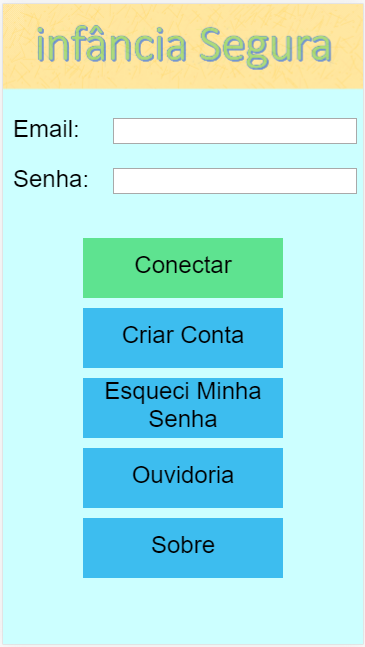 infância Segura
Email:
Senha:
Conectar
Criar Conta
Esqueci Minha
Senha
Ouvidoria
Sobre